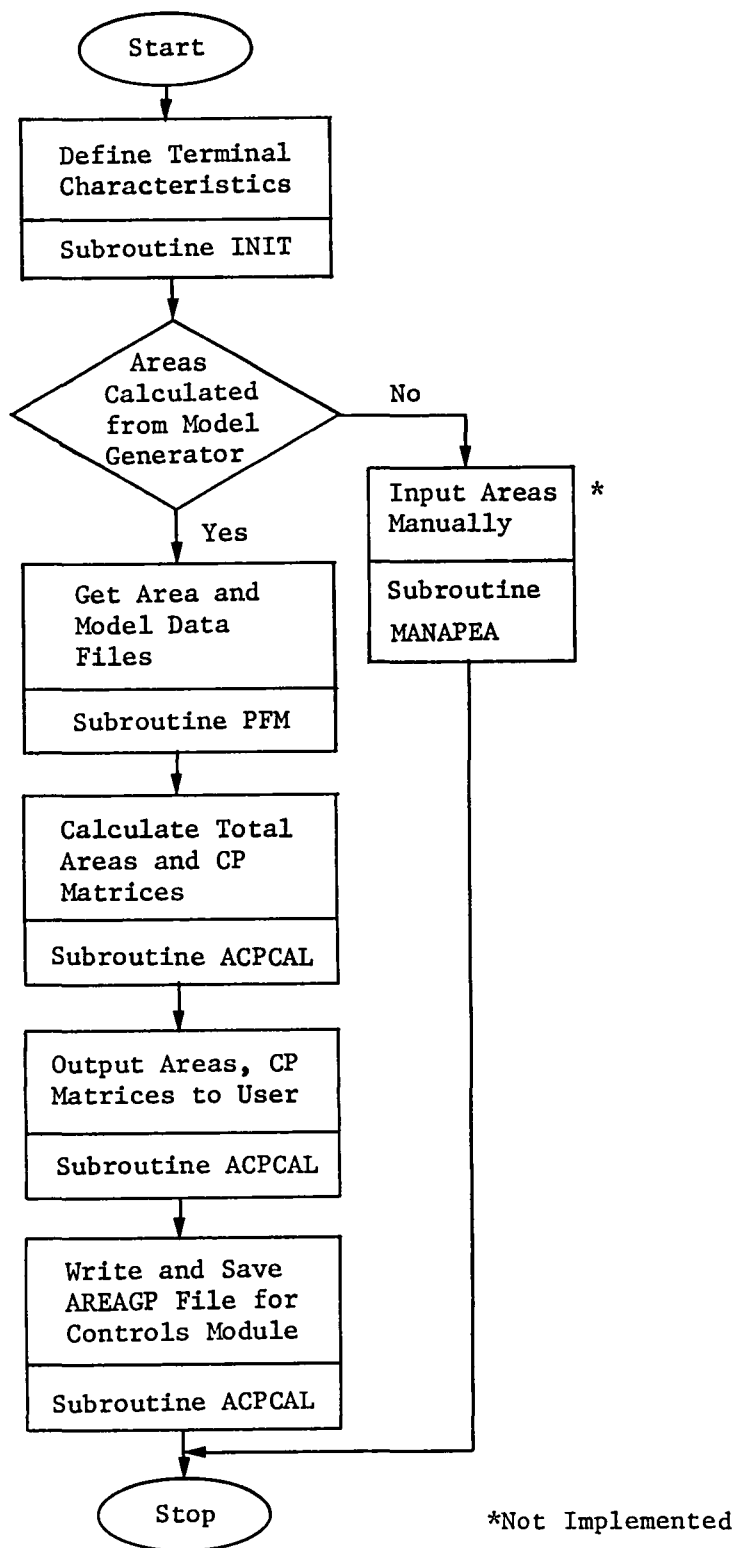 Start
Define Terminal
Characteristics
Subroutine INIT
Areas
Calculated
from Model
Generator
No
Yes
Input Areas *
Manually
Subroutine
MANAPEA
Get Area and
Model Data
Files
Subroutine PFM
Calculate Total
Areas and CP
Matrices
Subroutine ACPCAL
Output Areas, CP
Matrices to User
Subroutine ACPCAL
Write and Save
AREAGP File for
Controls Module
Subroutine ACPCAL
Stop
*Not Implemented